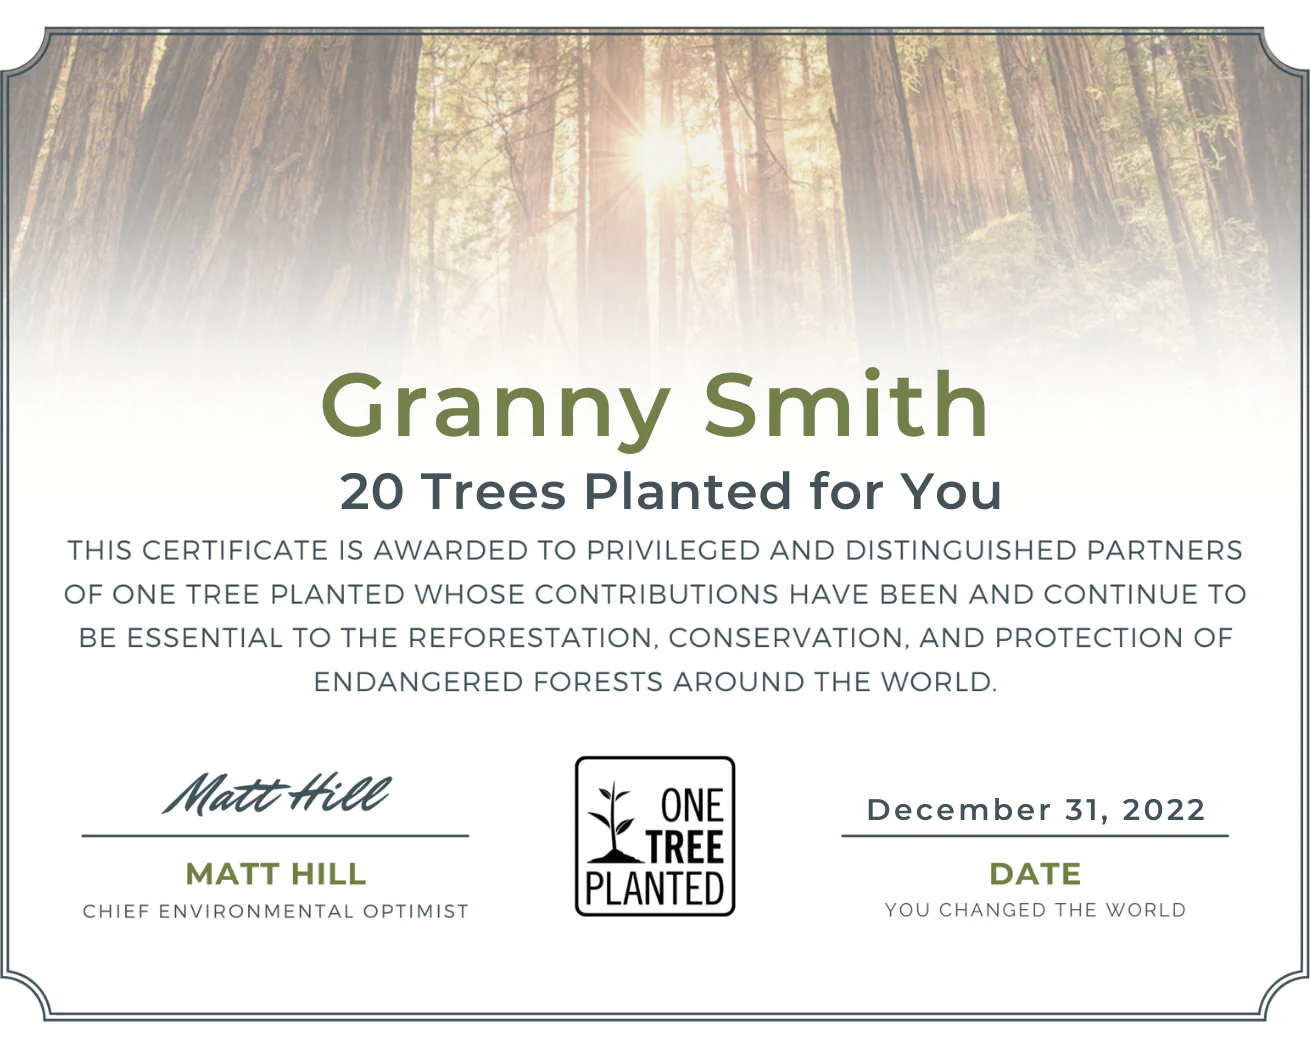 Granny Smith
20 Trees Planted for You
THIS CERTIFICATE IS AWARDED TO PRIVILEGED AND DISTINGUISHED PARTNERS
OF ONE TREE PLANTED WHOSE CONTRIBUTIONS HAVE BEEN AND CONTINUE TO
BE ESSENTIAL TO THE REFORESTATION, CONSERVATION, AND PROTECTION OF
ENDANGERED FORESTS AROUND THE WORLD.
Matt Hill
MATT HILL
CHIEF ENVIRONMENTAL OPTIMIST
ONE
TREE
PLANTED
December 31, 2022
DATE
YOU CHANGED THE WORLD